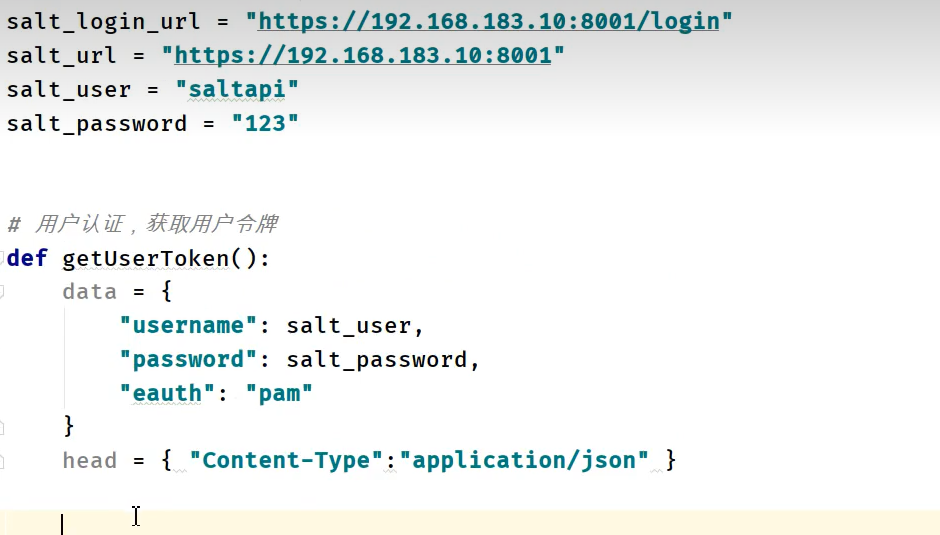 salt_login_url = "https://192.168.183.10:8001/login"
salt_url = "https://192.168.183.10:8001"
salt_user = "saltapi"
salt_password = "123"
# 用户认证，获取用户令牌
def getUserToken():
    data = {
        "username": salt_user,
        "password": salt_password,
        "eauth": "pam"
    }
    head = { "Content-Type":"application/json" }